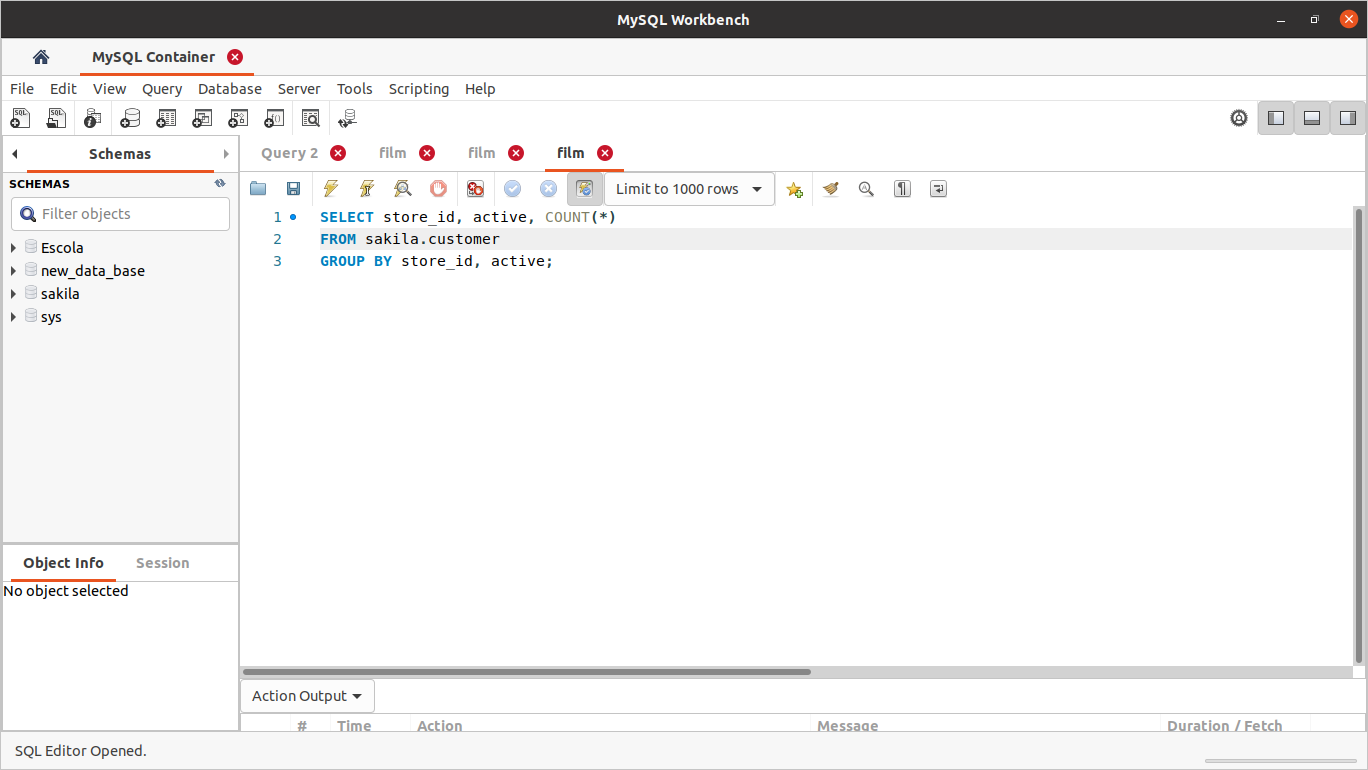 MySQL Workbench
MySQL Container
File Edit View Query Database Server Tools Scripting Help
Schemas
SCHEMAS
Filter objects
Escola
new_data_base
sakila
sys
Object Info Session
No object selected
Query 2 film film film
Limit to 1000 rows
1 SELECT store_id, active, COUNT(*)
2 FROM sakila.customer
3 GROUP BY store_id, active;
Action Output
# Time Action Message Duration / Fetch
SQL Editor Opened.